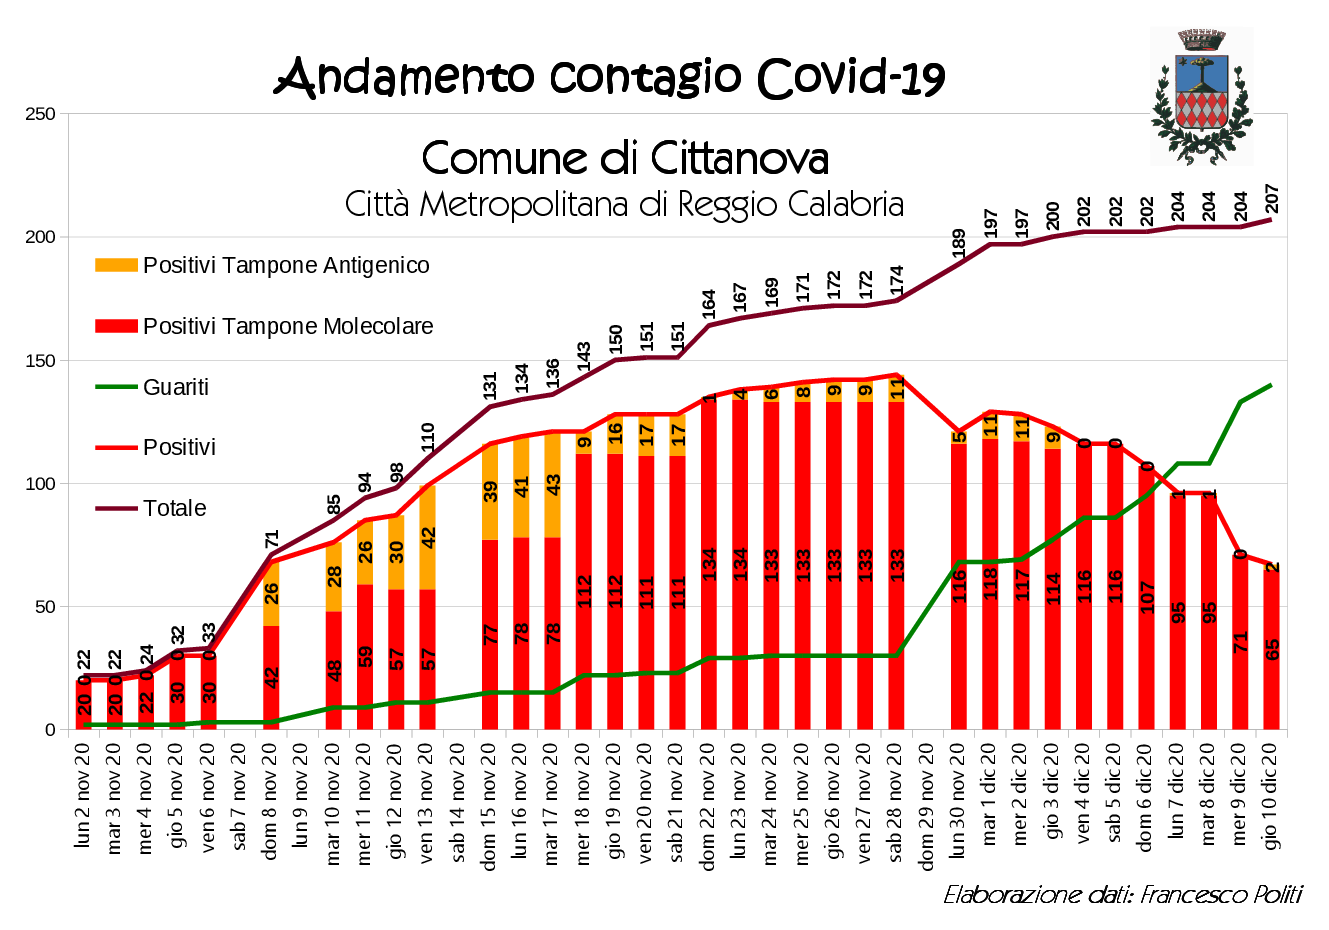 Andamento contagio Covid-19
Comune di Cittanova
Città Metropolitana di Reggio Calabria
250
200
150
100
50
0
Positivi Tampone Antigenico
Positivi Tampone Molecolare
Guariti
Positivi
Totale
22 22 24 32 33 71 85 94 98 110 131 134 136 143 150 151 151 164 167 169 171 172 172 174 189 197 197 200 202 202 202 204 204 204 207
0 0 0 0 0 26 28 26 30 42 39 41 43 9 16 17 17 1 4 6 8 9 9 11 5 11 11 9 0 0 0 1 1 0 2
20 20 22 30 30 42 48 59 57 57 77 78 78 112 112 111 111 134 134 133 133 133 133 133 116 118 117 114 116 116 107 95 95 71 65
lun 2 nov 20
mar 3 nov 20
mer 4 nov 20
gio 5 nov 20
ven 6 nov 20
sab 7 nov 20
dom 8 nov 20
lun 9 nov 20
mar 10 nov 20
mer 11 nov 20
gio 12 nov 20
ven 13 nov 20
sab 14 nov 20
dom 15 nov 20
lun 16 nov 20
mar 17 nov 20
mer 18 nov 20
gio 19 nov 20
ven 20 nov 20
sab 21 nov 20
dom 22 nov 20
lun 23 nov 20
mar 24 nov 20
mer 25 nov 20
gio 26 nov 20
ven 27 nov 20
sab 28 nov 20
dom 29 nov 20
lun 30 nov 20
mar 1 dic 20
mer 2 dic 20
gio 3 dic 20
ven 4 dic 20
sab 5 dic 20
dom 6 dic 20
lun 7 dic 20
mar 8 dic 20
mer 9 dic 20
gio 10 dic 20
Elaborazione dati: Francesco Politi